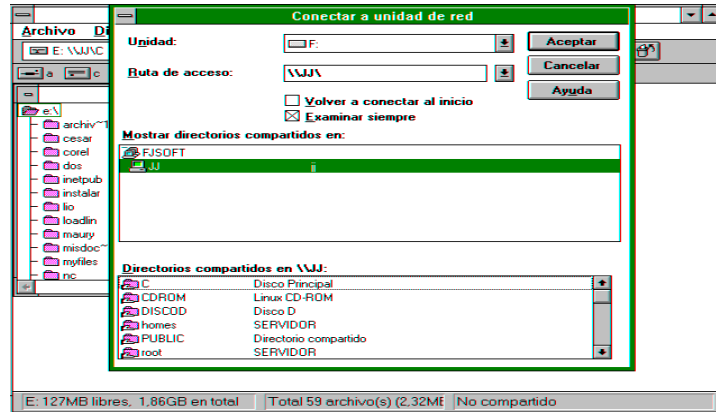 Conectar a unidad de red
Archivo Di
E: \\JJ\C
a c
e:\
archiv~1
cesar
corel
dos
inetpub
instalar
lio
loadlin
maury
misdoc~
myfiles
nc
Unidad: F: Aceptar
Ruta de acceso: \\JJ\ Cancelar
Ayuda
Volver a conectar al inicio
Examinar siempre
Mostrar directorios compartidos en:
FJSOFT
JJ i
Directorios compartidos en \\JJ:
C Disco Principal
CDROM Linux CD-ROM
DISCOD Disco D
homes SERVIDOR
PUBLIC Directorio compartido
root SERVIDOR
E: 127MB libres, 1,86GB en total Total 59 archivo(s) (2,32ME No compartido